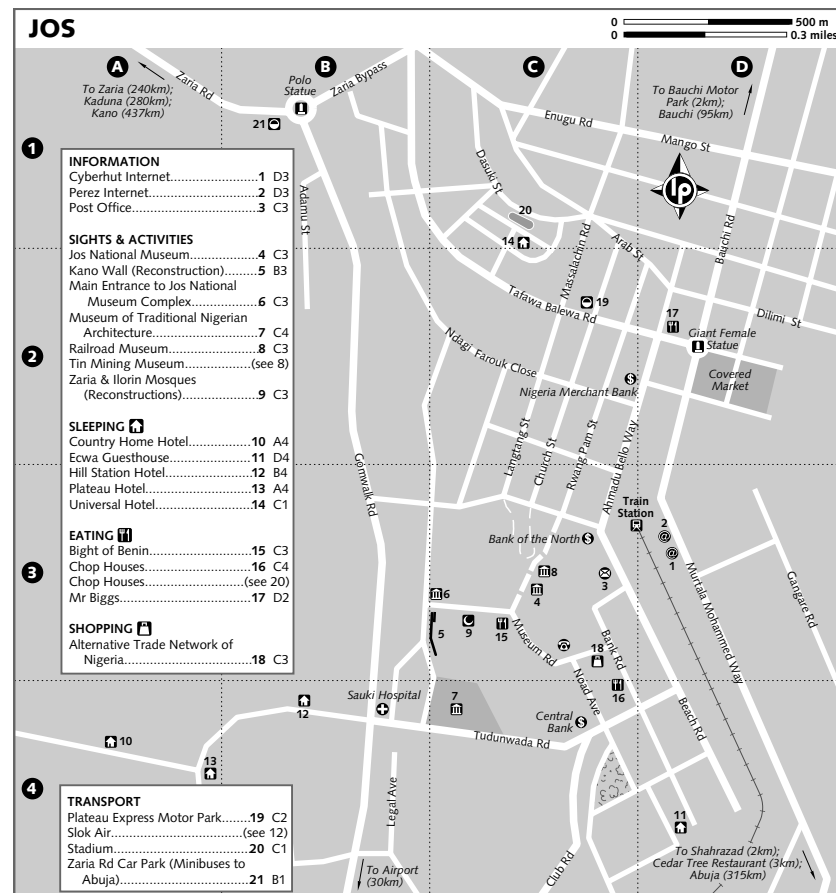 JOS
0 500 m
0 0.3 miles
A
B
C
D
To Zaria (240km);
Kaduna (280km);
Kano (437km)
Zaria Rd
Polo
Statue
Zaria Bypass
21
To Bauchi Motor
Park (2km);
Bauchi (95km)
Enugu Rd
Mango St
1
lp
INFORMATION
Cyberhut Internet....................1 D3
Perez Internet..........................2 D3
Post Office...............................3 C3
SIGHTS & ACTIVITIES
Jos National Museum...............4 C3
Kano Wall (Reconstruction).....5 B3
Main Entrance to Jos National
Museum Complex................6 C3
Museum of Traditional Nigerian
Architecture..........................7 C4
Railroad Museum.....................8 C3
Tin Mining Museum...........(see 8)
Zaria & Ilorin Mosques
(Reconstructions)..................9 C3
SLEEPING
Country Home Hotel..............10 A4
Ecwa Guesthouse...................11 D4
Hill Station Hotel....................12 B4
Plateau Hotel..........................13 A4
Universal Hotel.......................14 C1
EATING
Bight of Benin........................15 C3
Chop Houses..........................16 C4
Chop Houses....................(see 20)
Mr Biggs................................17 D2
SHOPPING
Alternative Trade Network of
Nigeria................................18 C3
Adamu St
Dasuki St
20
14
Massalachin Rd
Arab St
Bauchi Rd
19
Tafawa Balewa Rd
17
Dilimi St
Giant Female
Statue
2
Ndagi Farouk Close
Covered
Market
Nigeria Merchant Bank
Langtang St
Church St
Rwang Pam St
Ahmadu Bello Way
Gomwalk Rd
Train
Station
2
1
Bank of the North
3
8
4
3
6
5
9
15
Museum Rd
18
Bank Rd
16
Noad Ave
Murtala Mohammed Way
Gangare Rd
12
Sauki Hospital
7
Central
Bank
Tudunwada Rd
Beach Rd
10
13
4
TRANSPORT
Plateau Express Motor Park........19 C2
Slok Air................................(see 12)
Stadium.................................20 C1
Zaria Rd Car Park (Minibuses to
Abuja)...............................21 B1
Legal Ave
To Airport
(30km)
Club Rd
11
To Shahrazad (2km);
Cedar Tree Restaurant (3km);
Abuja (315km)